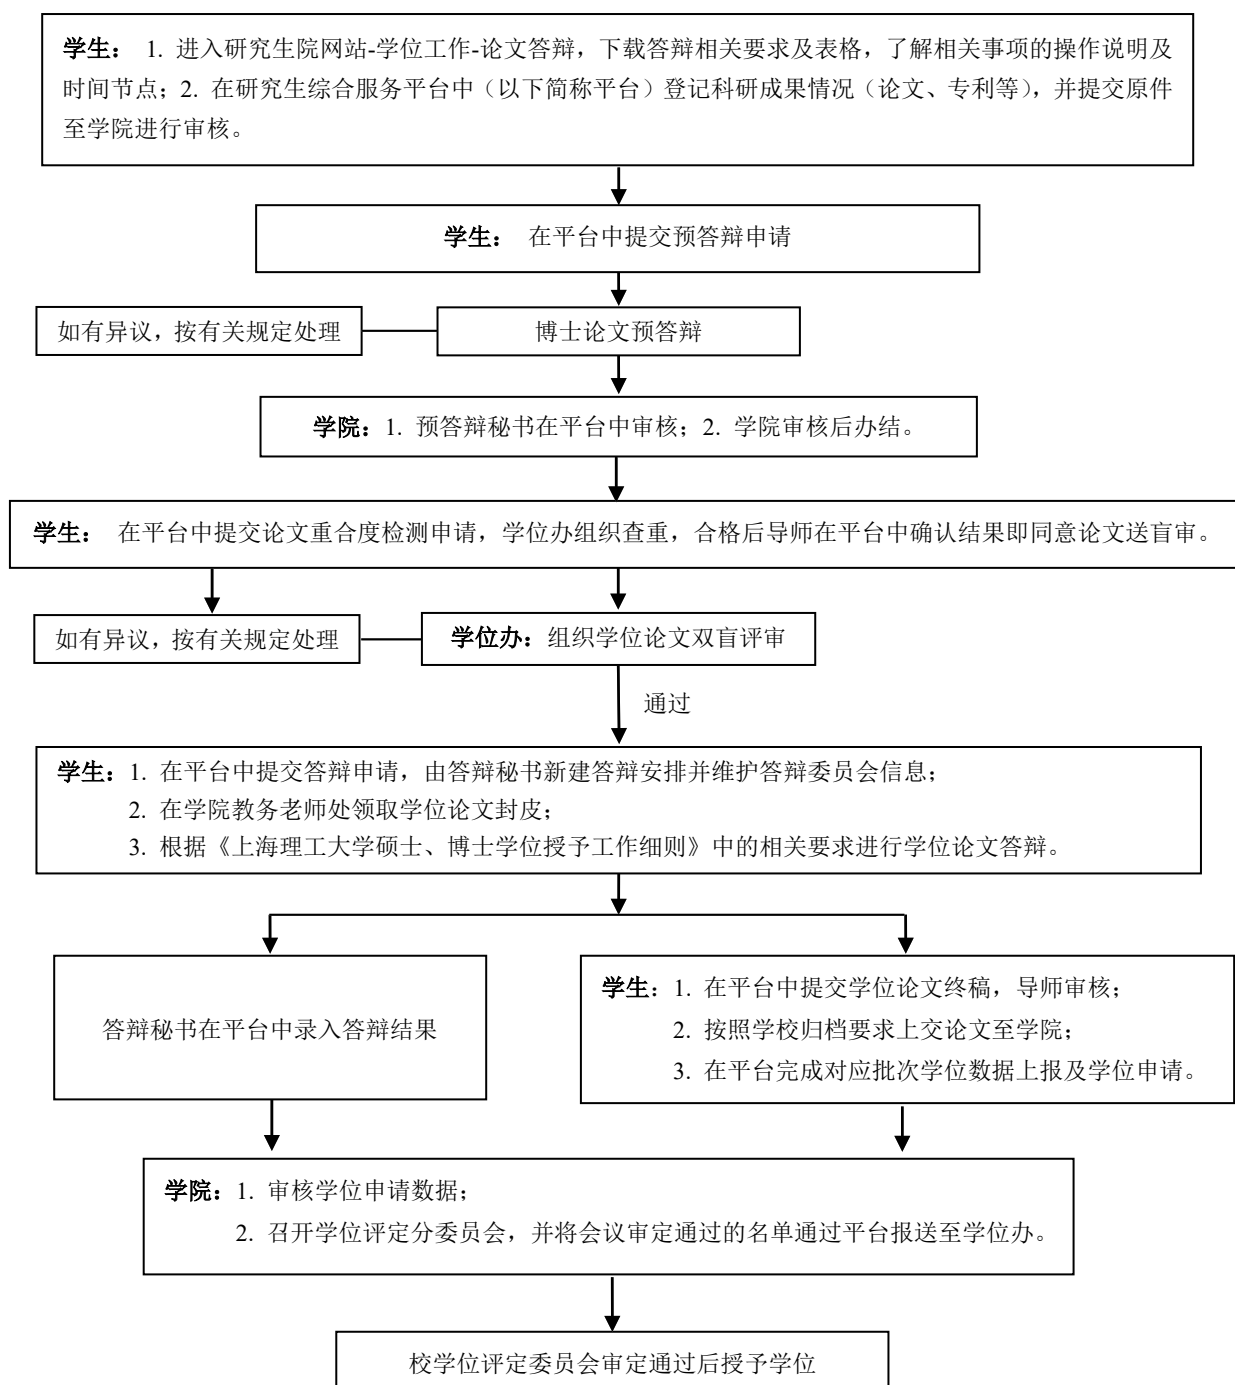 学生： 1. 进入研究生院网站-学位工作-论文答辩，下载答辩相关要求及表格，了解相关事项的操作说明及
时间节点；2. 在研究生综合服务平台中（以下简称平台）登记科研成果情况（论文、专利等），并提交原件
至学院进行审核。
学生： 在平台中提交预答辩申请
如有异议，按有关规定处理
博士论文预答辩
学院：1. 预答辩秘书在平台中审核；2. 学院审核后办结。
学生： 在平台中提交论文重合度检测申请，学位办组织查重，合格后导师在平台中确认结果即同意论文送盲审。
如有异议，按有关规定处理
学位办：组织学位论文双盲评审
通过
学生：1. 在平台中提交答辩申请，由答辩秘书新建答辩安排并维护答辩委员会信息；
2. 在学院教务老师处领取学位论文封皮；
3. 根据《上海理工大学硕士、博士学位授予工作细则》中的相关要求进行学位论文答辩。
答辩秘书在平台中录入答辩结果
学生：1. 在平台中提交学位论文终稿，导师审核；
2. 按照学校归档要求上交论文至学院；
3. 在平台完成对应批次学位数据上报及学位申请。
学院：1. 审核学位申请数据；
2. 召开学位评定分委员会，并将会议审定通过的名单通过平台报送至学位办。
校学位评定委员会审定通过后授予学位